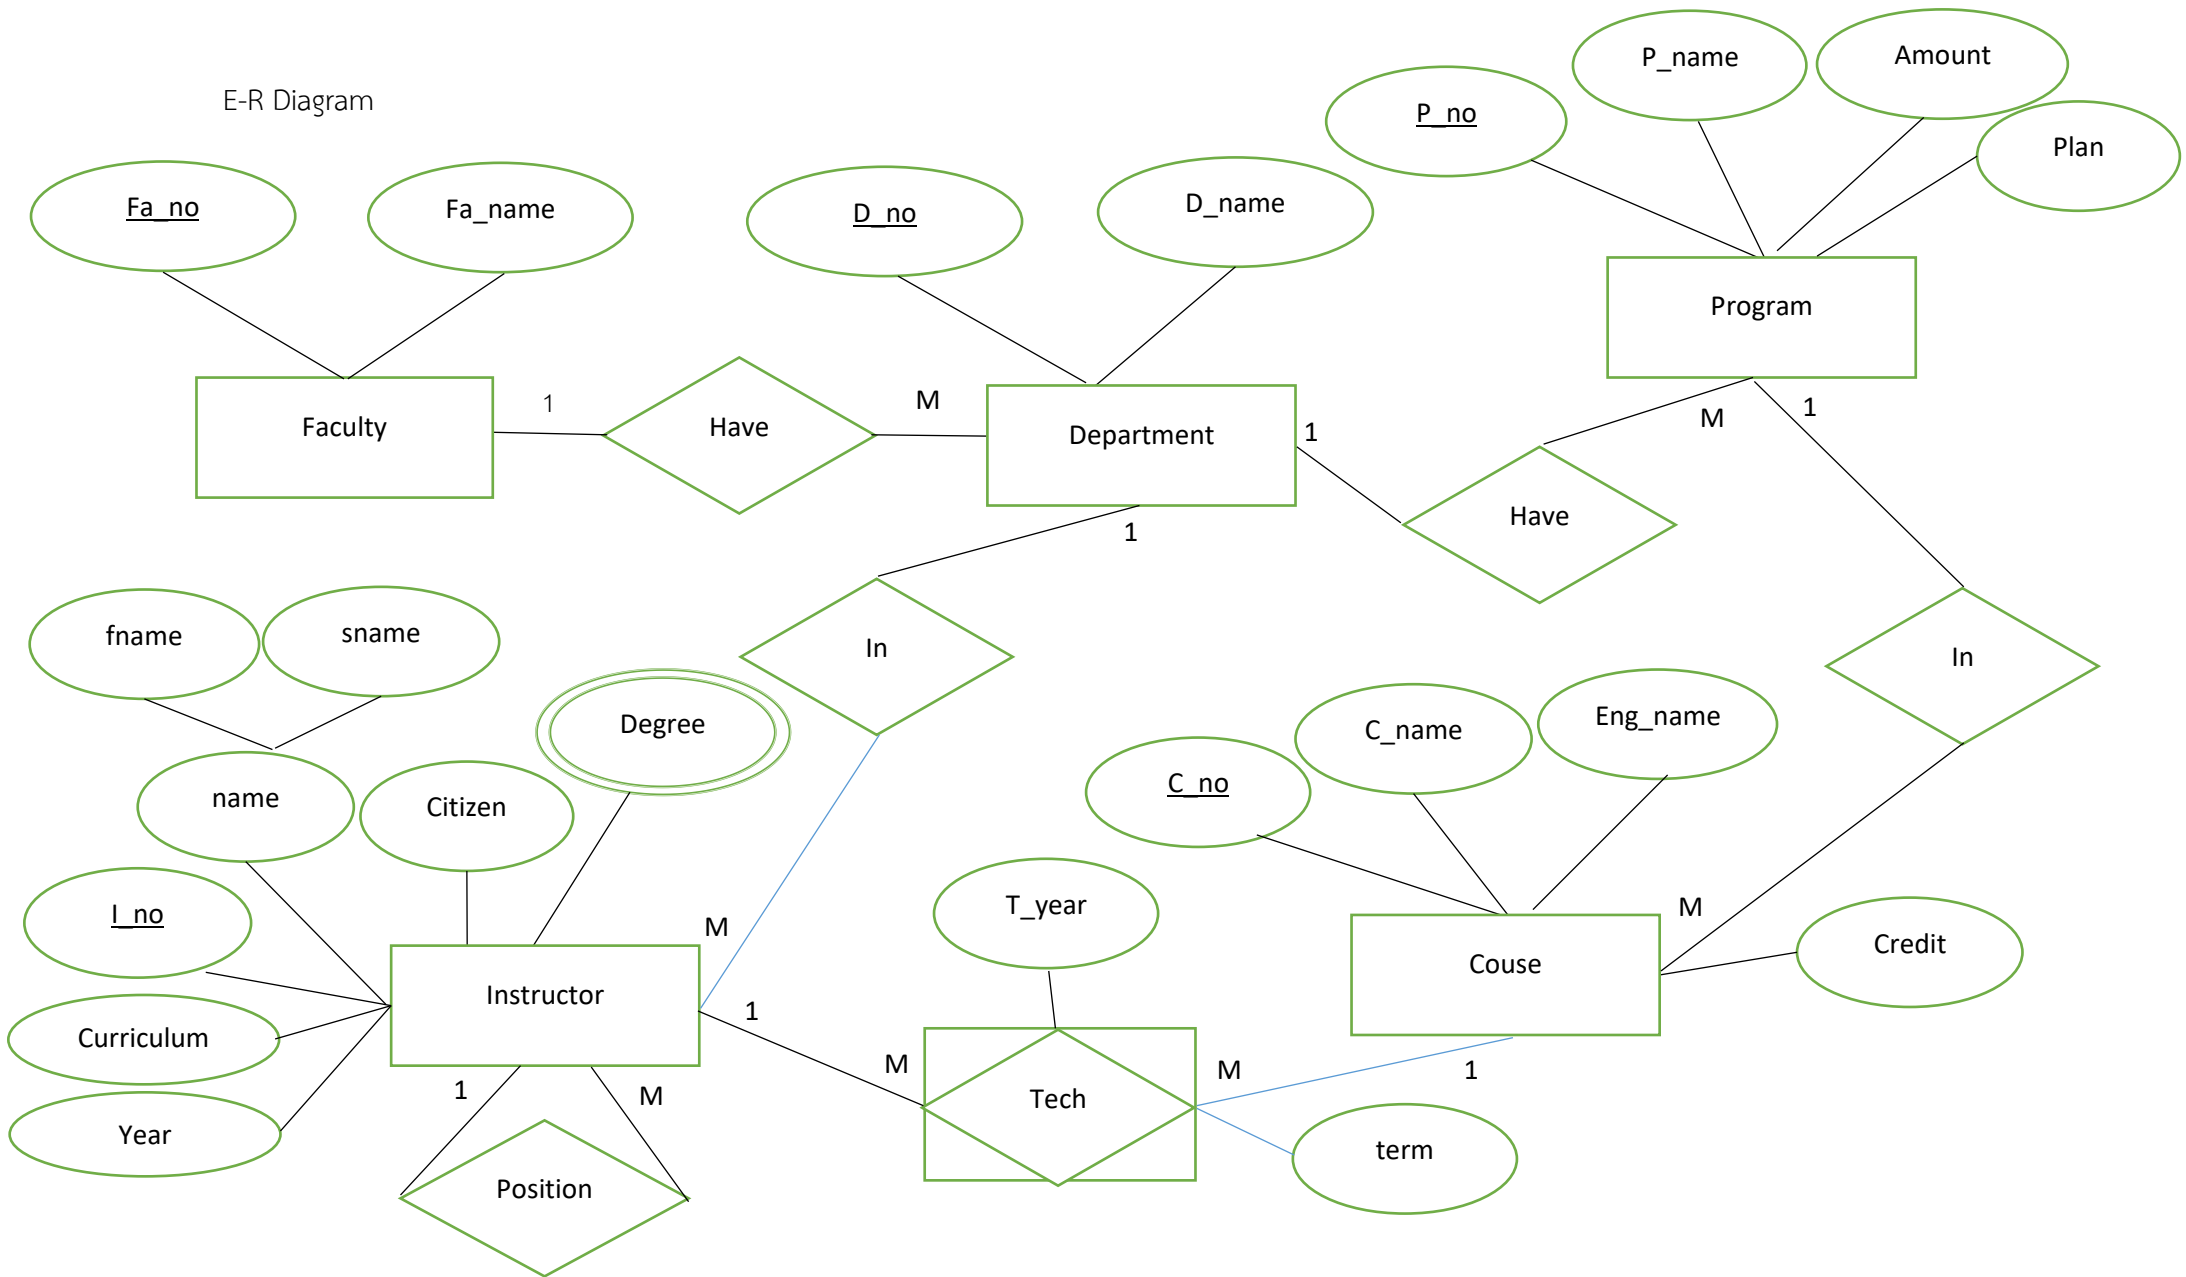 E-R Diagram
P_no
P_name
Amount
Plan
Fa_no
Fa_name
D_no
D_name
Program
Faculty
1
Have
M
Department
1
M
1
Have
1
In
In
fname
sname
Degree
name
Citizen
C_no
C_name
Eng_name
I_no
M
T_year
M
Credit
Instructor
Couse
1
Curriculum
M
M
1
Year
1
M
Tech
term
Position